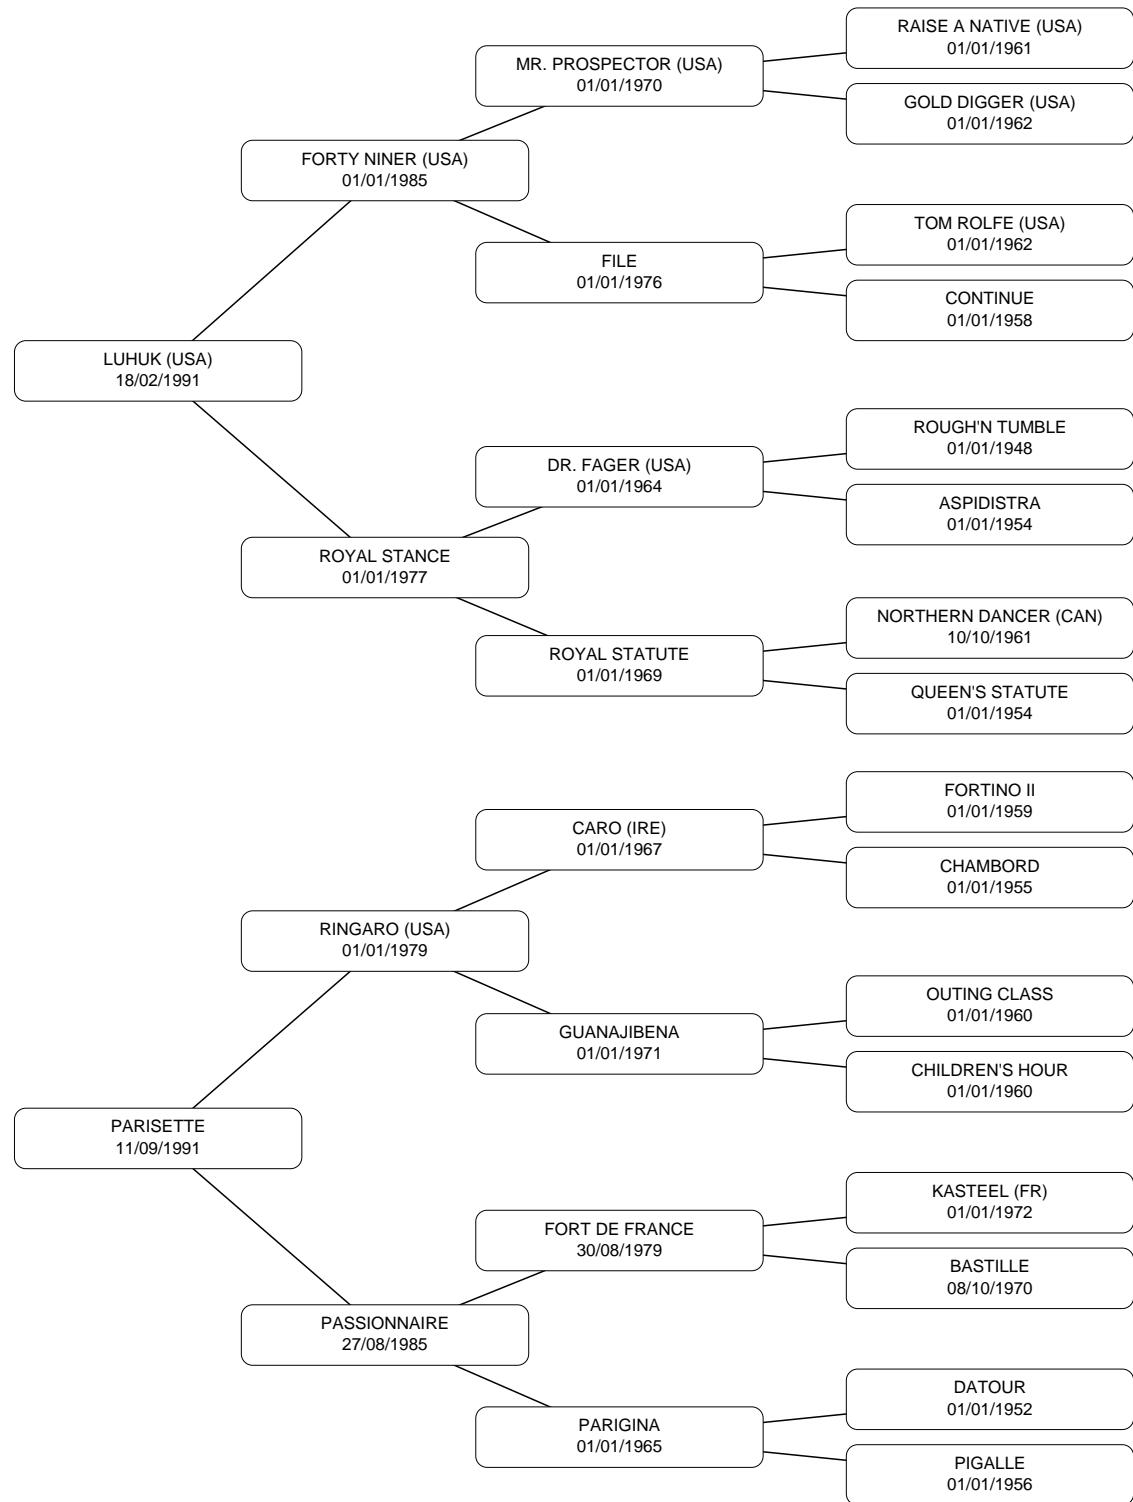 RAISE A NATIVE (USA)
01/01/1961
MR. PROSPECTOR (USA)
01/01/1970
GOLD DIGGER (USA)
01/01/1962
FORTY NINER (USA)
01/01/1985
TOM ROLFE (USA)
01/01/1962
FILE
01/01/1976
CONTINUE
01/01/1958
LUHUK (USA)
18/02/1991
ROUGH'N TUMBLE
01/01/1948
DR. FAGER (USA)
01/01/1964
ASPIDISTRA
01/01/1954
ROYAL STANCE
01/01/1977
NORTHERN DANCER (CAN)
10/10/1961
ROYAL STATUTE
01/01/1969
QUEEN'S STATUTE
01/01/1954
FORTINO II
01/01/1959
CARO (IRE)
01/01/1967
CHAMBORD
01/01/1955
RINGARO (USA)
01/01/1979
OUTING CLASS
01/01/1960
GUANAJIBENA
01/01/1971
CHILDREN'S HOUR
01/01/1960
PARISETTE
11/09/1991
KASTEEL (FR)
01/01/1972
FORT DE FRANCE
30/08/1979
BASTILLE
08/10/1970
PASSIONNAIRE
27/08/1985
DATOUR
01/01/1952
PARIGINA
01/01/1965
PIGALLE
01/01/1956